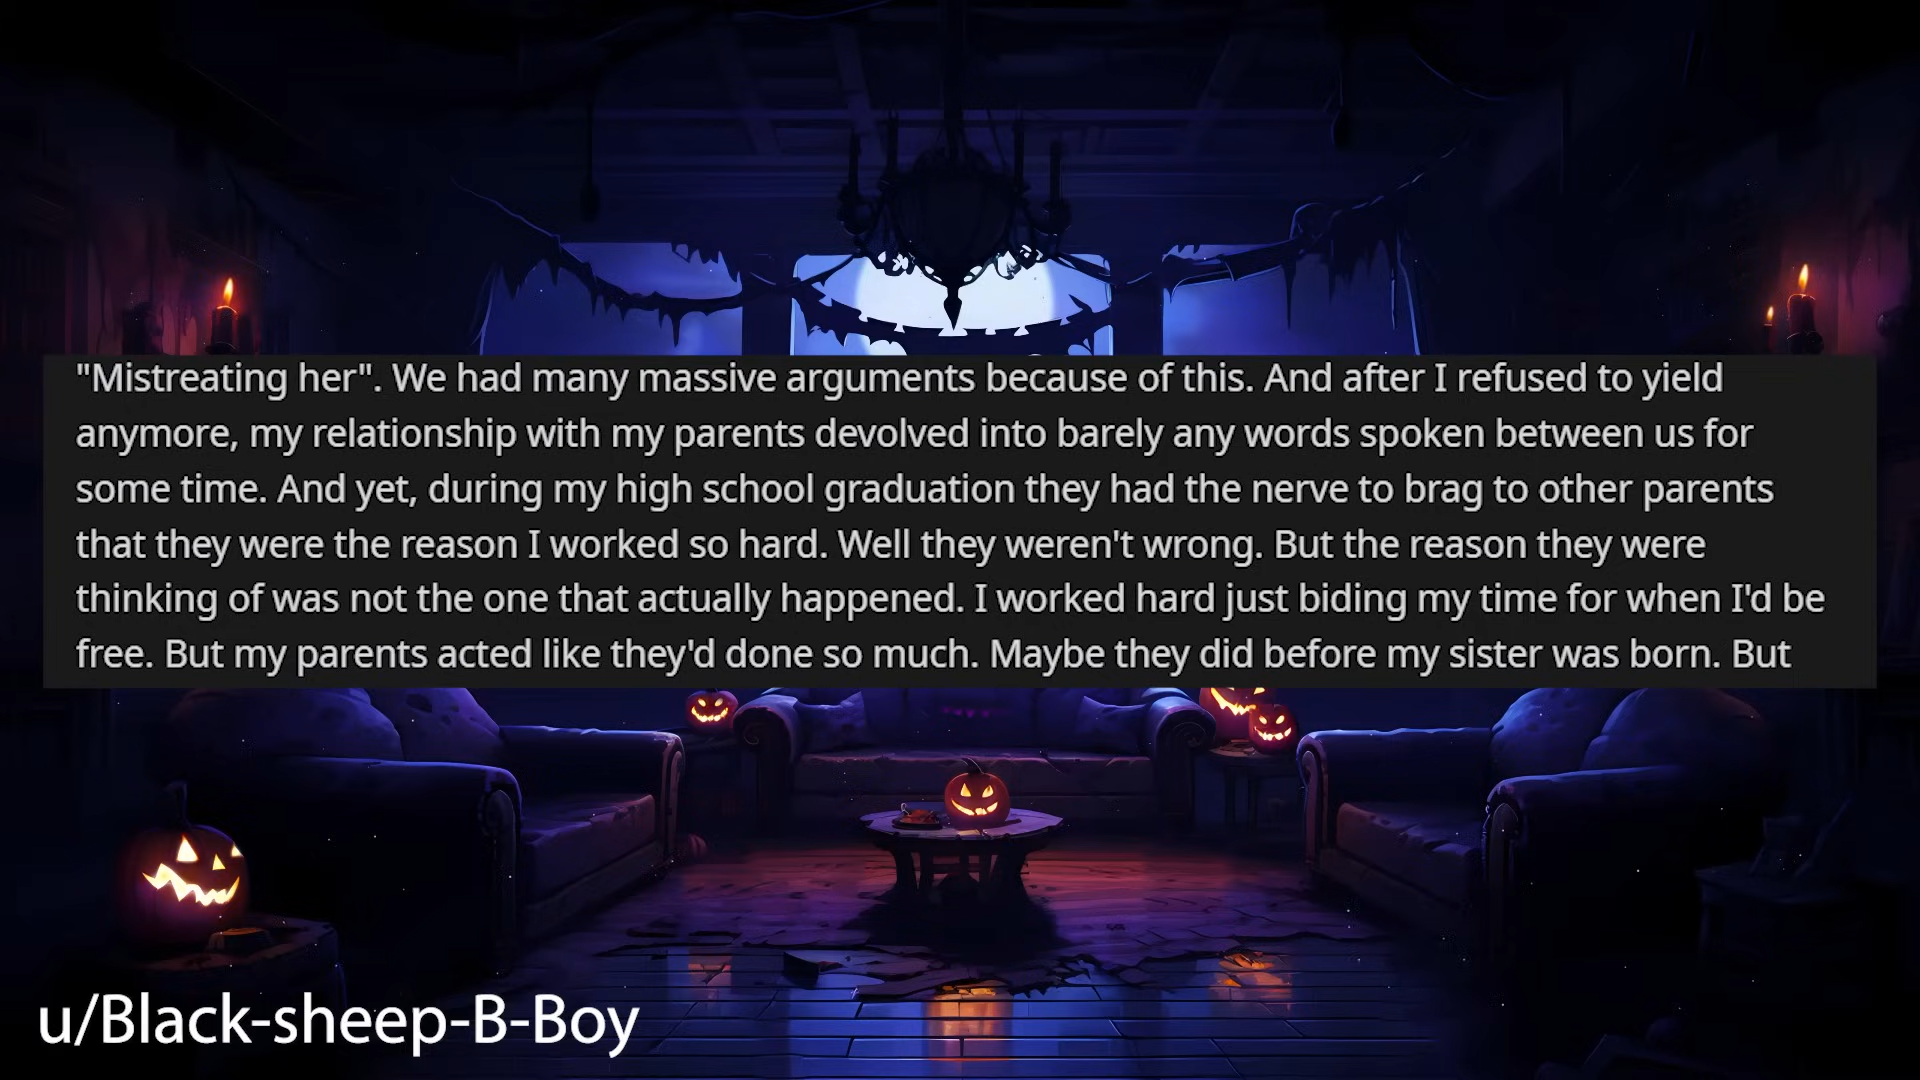 "Mistreating her". We had many massive arguments because of this. And after I refused to yield
anymore, my relationship with my parents devolved into barely any words spoken between us for
some time. And yet, during my high school graduation they had the nerve to brag to other parents
that they were the reason I worked so hard. Well they weren't wrong. But the reason they were
thinking of was not the one that actually happened. I worked hard just biding my time for when I'd be
free. But my parents acted like they'd done so much. Maybe they did before my sister was born. But
u/Black-sheep-B-Boy